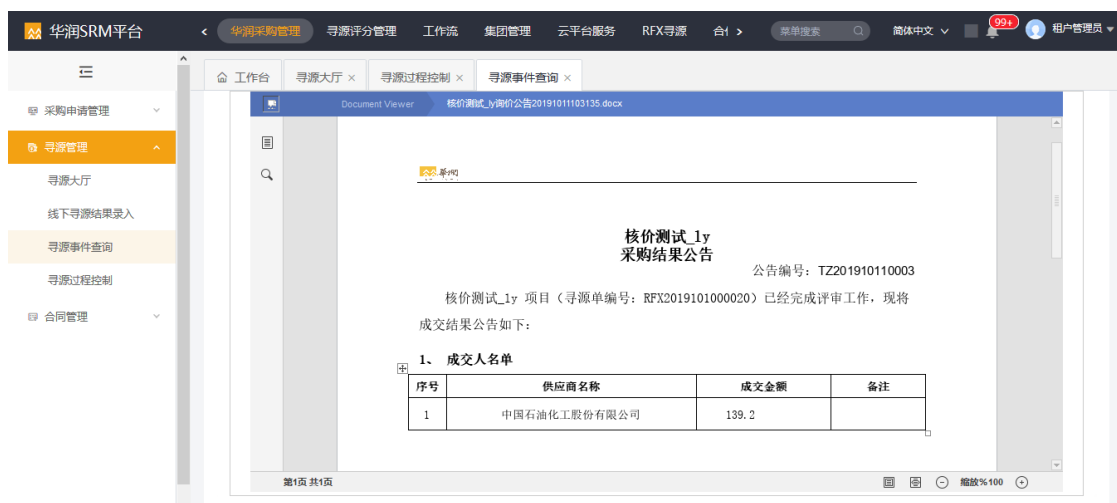 华润SRM平台
华润采购管理 寻源评分管理 工作流 集团管理 云平台服务 RFX寻源 合 菜单搜索 简体中文 99+ 租户管理员
工作台 寻源大厅 × 寻源过程控制 × 寻源事件查询 ×
采购申请管理
寻源管理
寻源大厅
线下寻源结果录入
寻源事件查询
寻源过程控制
合同管理
Document Viewer 核价测试_ly询价公告20191011103135.docx
华润
核价测试_ly
采购结果公告
公告编号：TZ201910110003
核价测试_ly 项目（寻源单编号：RFX2019101000020）已经完成评审工作，现将
成交结果公告如下：
1、 成交人名单
序号 供应商名称 成交金额 备注
1 中国石油化工股份有限公司 139.2
第1页 共1页 缩放%100